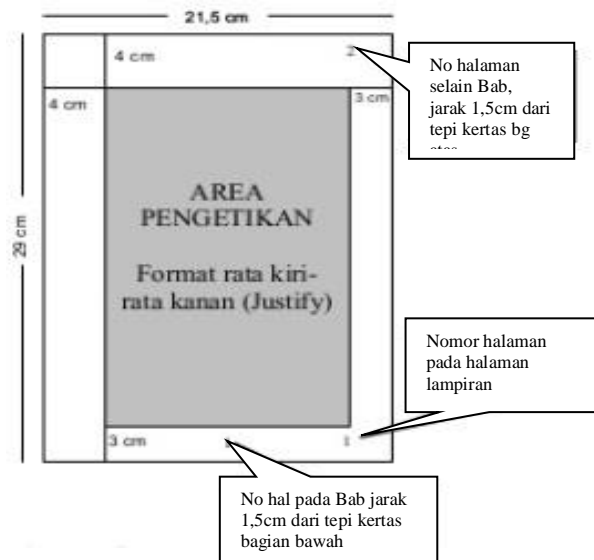 21,5 cm
4 cm
2
No halaman
selain Bab,
jarak 1,5cm dari
tepi kertas bg
4 cm
3 cm
29 cm
AREA
PENGETIKAN
Format rata kiri-
rata kanan (Justify)
Nomor halaman
pada halaman
lampiran
3 cm
1
No hal pada Bab jarak
1,5cm dari tepi kertas
bagian bawah